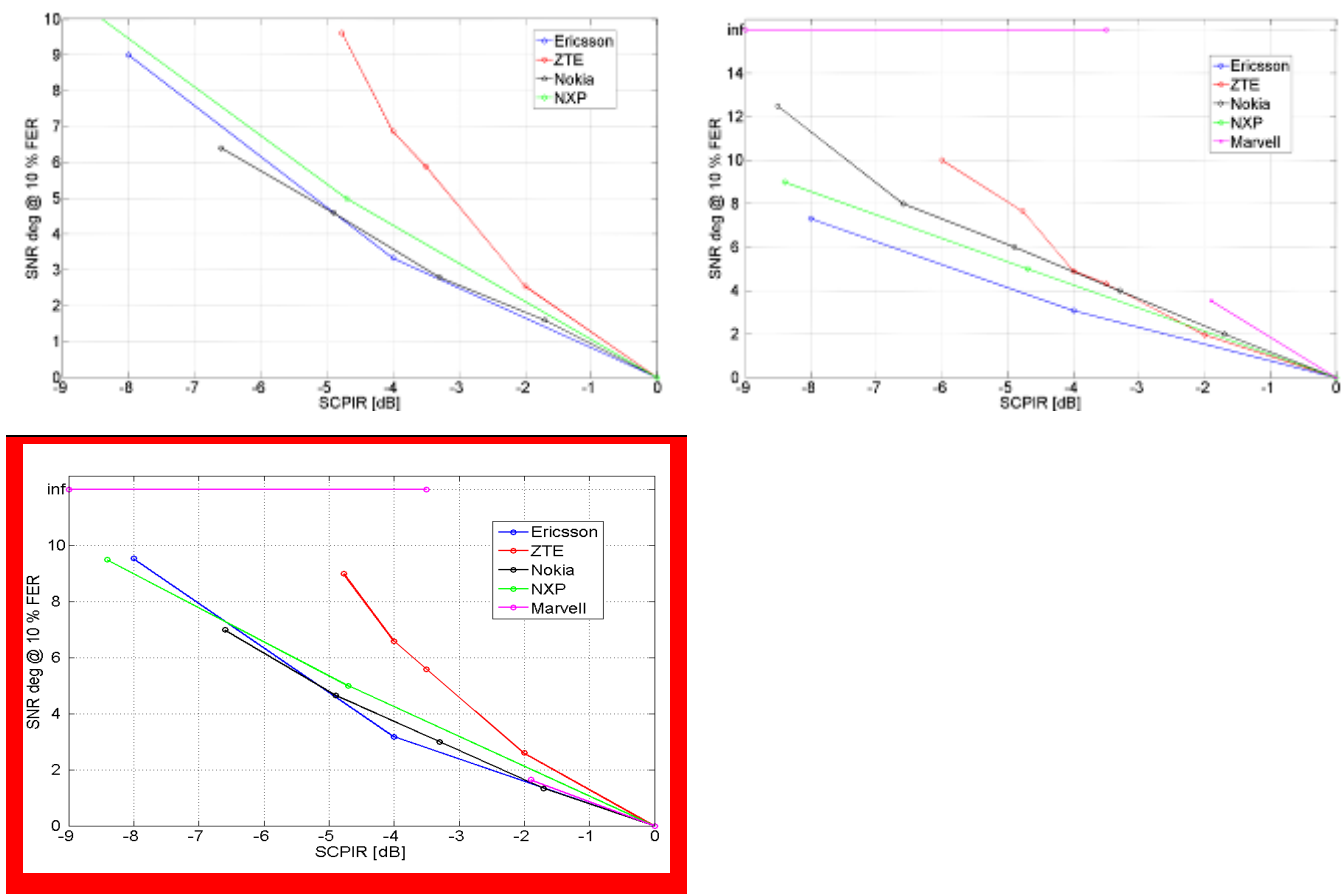 10
9
8
7
6
5
4
3
2
1
0
-9
-8
-7
-6
-5
-4
-3
-2
-1
0
SNR deg @ 10 % FER
SCPIR [dB]
Ericsson
ZTE
Nokia
NXP
inf
14
12
10
8
6
4
2
0
-9
-8
-7
-6
-5
-4
-3
-2
-1
0
SNR deg @ 10 % FER
SCPIR [dB]
Ericsson
ZTE
Nokia
NXP
Marvell
inf
10
8
6
4
2
0
-9
-8
-7
-6
-5
-4
-3
-2
-1
0
SNR deg @ 10 % FER
SCPIR [dB]
Ericsson
ZTE
Nokia
NXP
Marvell